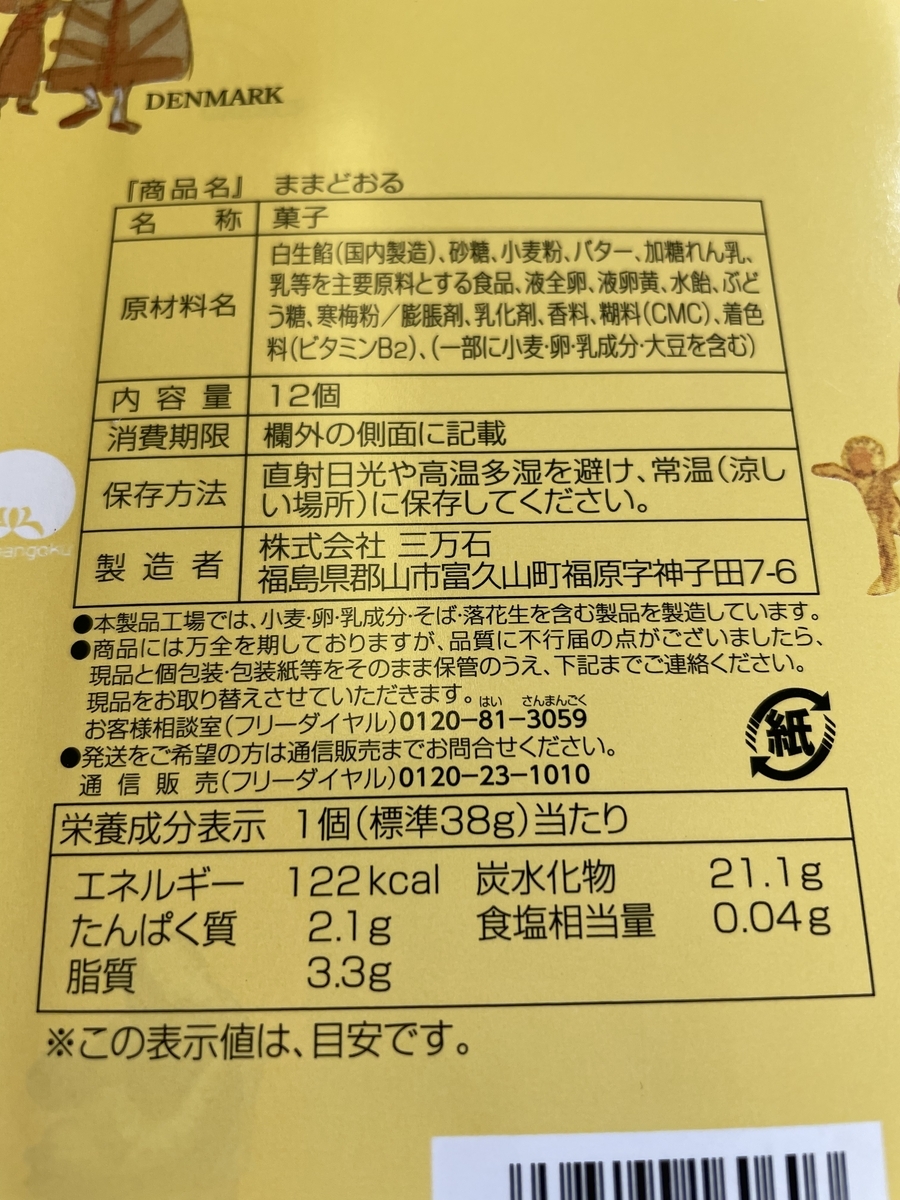 DENMARK
『商品名』 ままどおる
名称 菓子
原材料名 白生餡(国内製造)、砂糖、小麦粉、バター、加糖れん乳、
乳等を主要原料とする食品、液全卵、液卵黄、水飴、ぶど
う糖、寒梅粉/膨脹剤、乳化剤、香料、糊料(CMC)、着色
料(ビタミンB2)、(一部に小麦・卵・乳成分・大豆を含む)
内容量 12個
消費期限 欄外の側面に記載
保存方法 直射日光や高温多湿を避け、常温(涼し
い場所)に保存してください。
製造者 株式会社 三万石
福島県郡山市富久山町福原字神子田7-6
●本製品工場では、小麦・卵・乳成分・そば・落花生を含む製品を製造しています。
●商品には万全を期しておりますが、品質に不行届の点がございましたら、
現品と個包装・包装紙等をそのまま保管のうえ、下記までご連絡ください。
現品をお取り替えさせていただきます。
はい さんまんごく
お客様相談室(フリーダイヤル)0120-81-3059
●発送をご希望の方は通信販売までお問合せください。
通信販売(フリーダイヤル)0120-23-1010
紙
栄養成分表示 1個(標準38g)当たり
エネルギー 122kcal 炭水化物 21.1g
たんぱく質 2.1g 食塩相当量 0.04g
脂質 3.3g
※この表示値は、目安です。